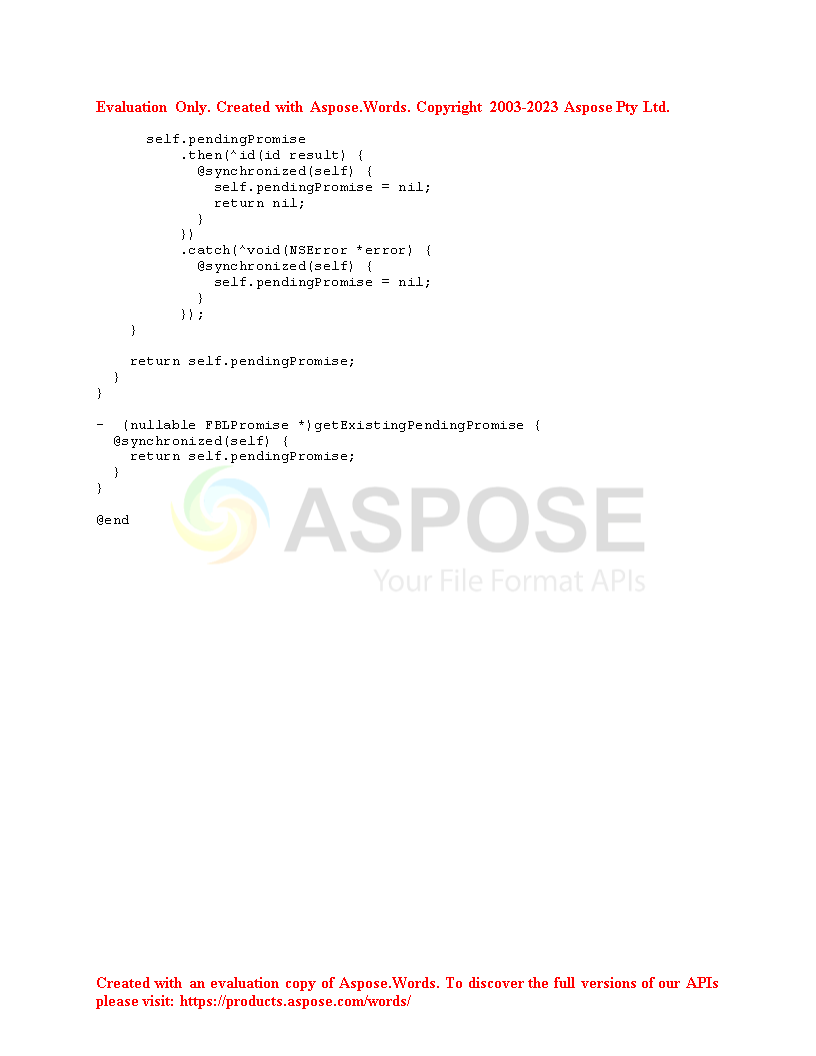 Evaluation Only. Created with Aspose.Words. Copyright 2003-2023 Aspose Pty Ltd.
self.pendingPromise
.then(^id(id result) {
@synchronized(self) {
self.pendingPromise = nil;
return nil;
}
})
.catch(^void(NSError *error) {
@synchronized(self) {
self.pendingPromise = nil;
}
});
}
return self.pendingPromise;
}
}
- (nullable FBLPromise *)getExistingPendingPromise {
@synchronized(self) {
return self.pendingPromise;
}
}
@end
ASPOSE
Your File Format APIs
Created with an evaluation copy of Aspose.Words. To discover the full versions of our APIs
please visit: https://products.aspose.com/words/